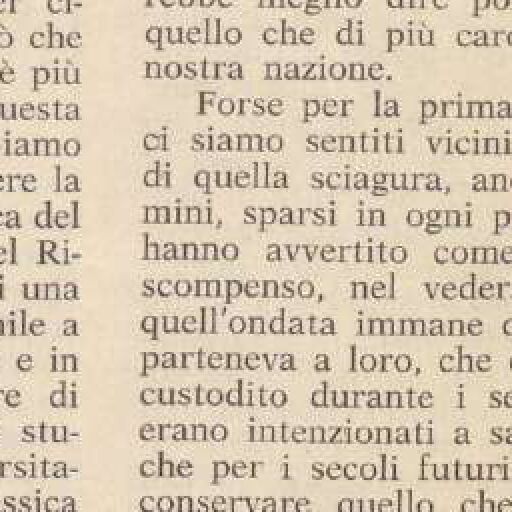 ci-
che
è più
uesta
iamo
ere la
ca del
el Ri-
i una
nile a
e in
re di
stu-
rsita-
ssica
rebbe meglio dire po
quello che di più car
nostra nazione.
Forse per la prima
ci siamo sentiti vicini
di quella sciagura, an
mini, sparsi in ogni p
hanno avvertito come
scompenso, nel veder
quell'ondata immane
parteneva a loro, che
custodito durante i se
erano intenzionati a sa
che per i secoli futuri
conservare quello che